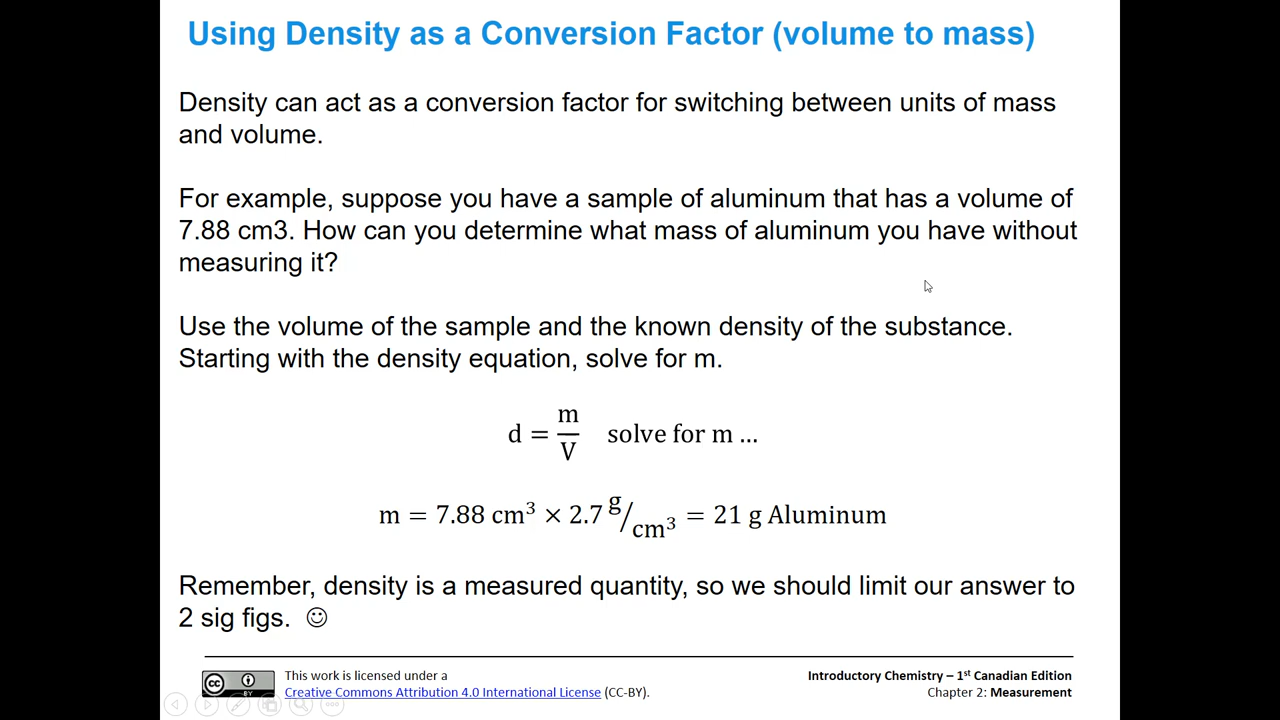 Using Density as a Conversion Factor (volume to mass)
Density can act as a conversion factor for switching between units of mass
and volume.
For example, suppose you have a sample of aluminum that has a volume of
7.88 cm3. How can you determine what mass of aluminum you have without
measuring it?
Use the volume of the sample and the known density of the substance.
Starting with the density equation, solve for m.
d = m/V solve for m ...
m = 7.88 cm³ × 2.7 g/cm³ = 21 g Aluminum
Remember, density is a measured quantity, so we should limit our answer to
2 sig figs. ☺
cc BY
This work is licensed under a
Creative Commons Attribution 4.0 International License (CC-BY).
Introductory Chemistry – 1st Canadian Edition
Chapter 2: Measurement